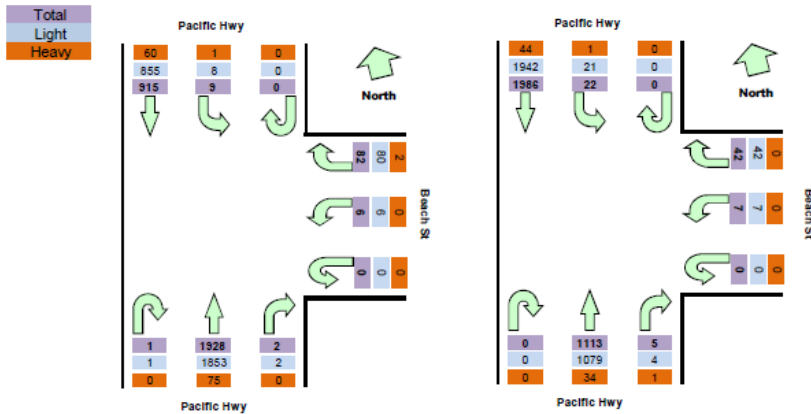 Total
Light
Heavy
Pacific Hwy
60 1 0
855 8 0
915 9 0
North
82 80 2
6 6 0
0 0 0
Beach St
1 1928 2
1 1853 2
0 75 0
Pacific Hwy
Pacific Hwy
44 1 0
1942 21 0
1986 22 0
North
42 42 0
7 7 0
0 0 0
Beach St
0 1113 5
0 1079 4
0 34 1
Pacific Hwy